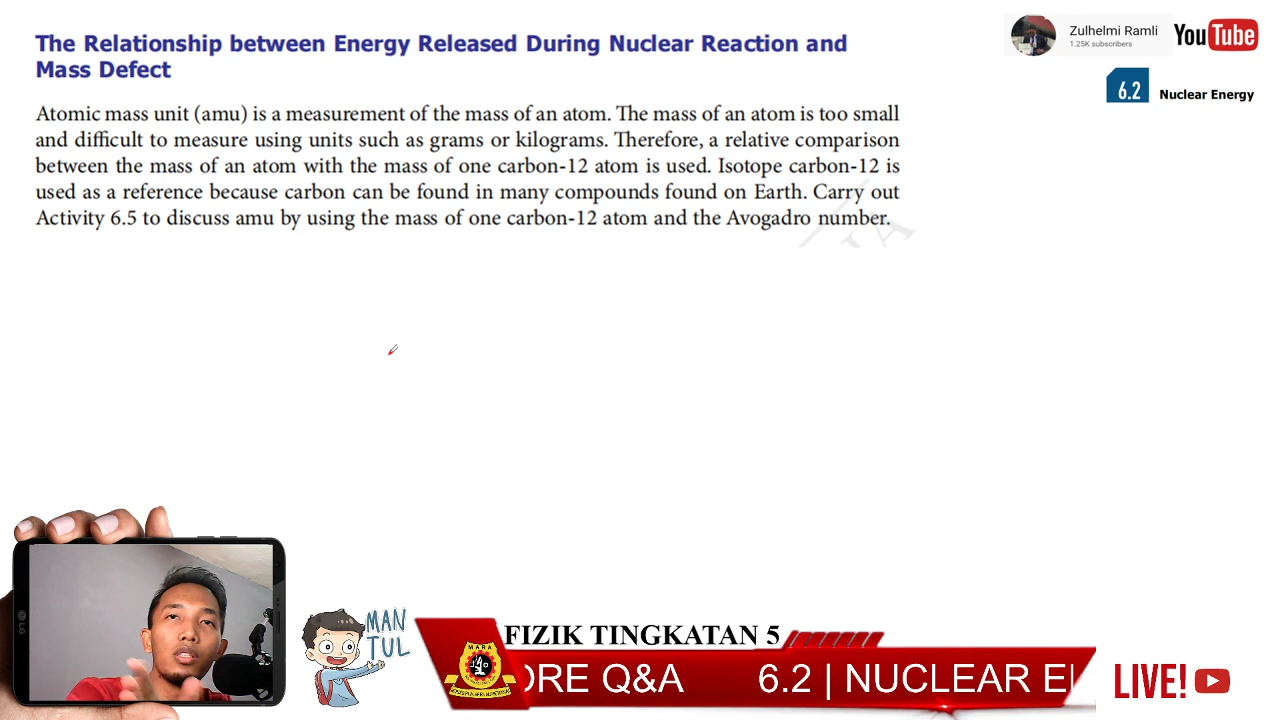 The Relationship between Energy Released During Nuclear Reaction and
Mass Defect
Atomic mass unit (amu) is a measurement of the mass of an atom. The mass of an atom is too small
and difficult to measure using units such as grams or kilograms. Therefore, a relative comparison
between the mass of an atom with the mass of one carbon-12 atom is used. Isotope carbon-12 is
used as a reference because carbon can be found in many compounds found on Earth. Carry out
Activity 6.5 to discuss amu by using the mass of one carbon-12 atom and the Avogadro number.
Zulhelmi Ramli
1.25K subscribers
YouTube
6.2 Nuclear Energy
LG
MAN
TUL
MARA
FIZIK TINGKATAN 5
ORE Q&A 6.2 | NUCLEAR E
LIVE!